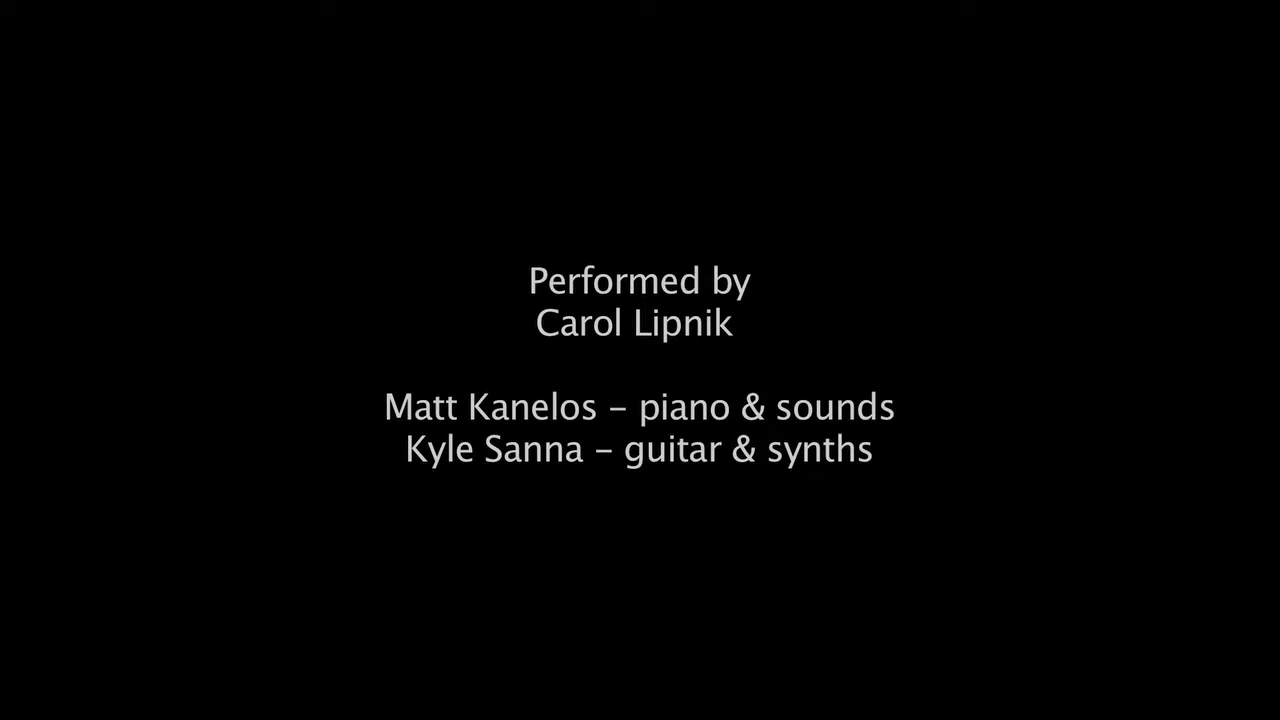 Performed by
Carol Lipnik
Matt Kanelos – piano & sounds
Kyle Sanna – guitar & synths